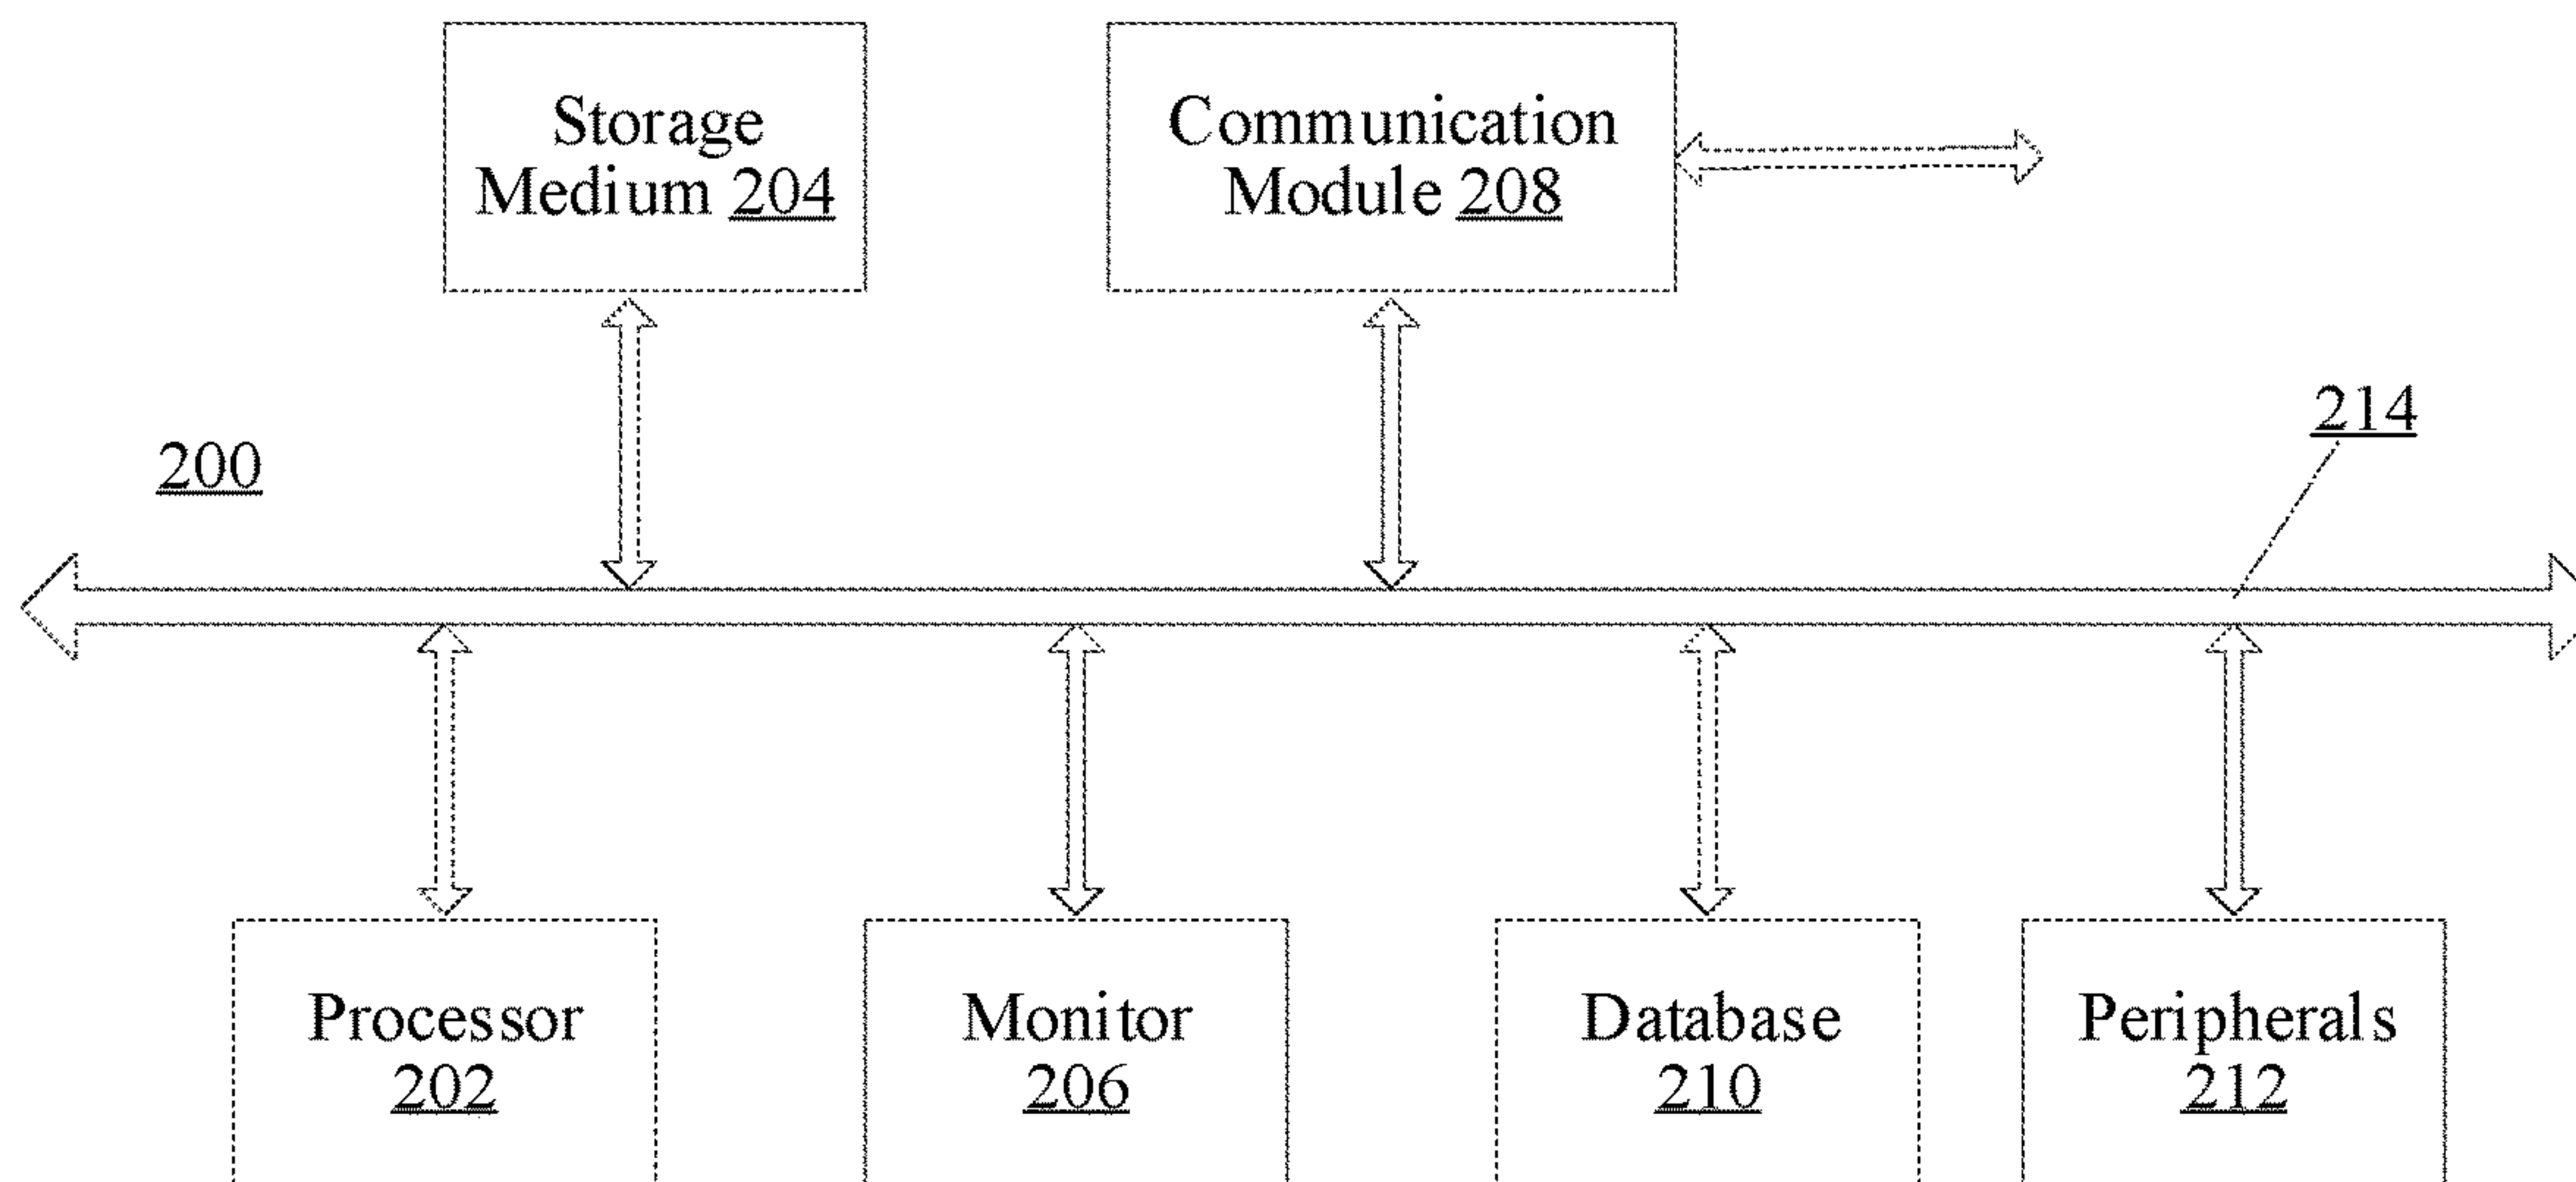 Storage
Medium 204
Communication
Module 208
200
214
Processor
202
Monitor
206
Database
210
Peripherals
212